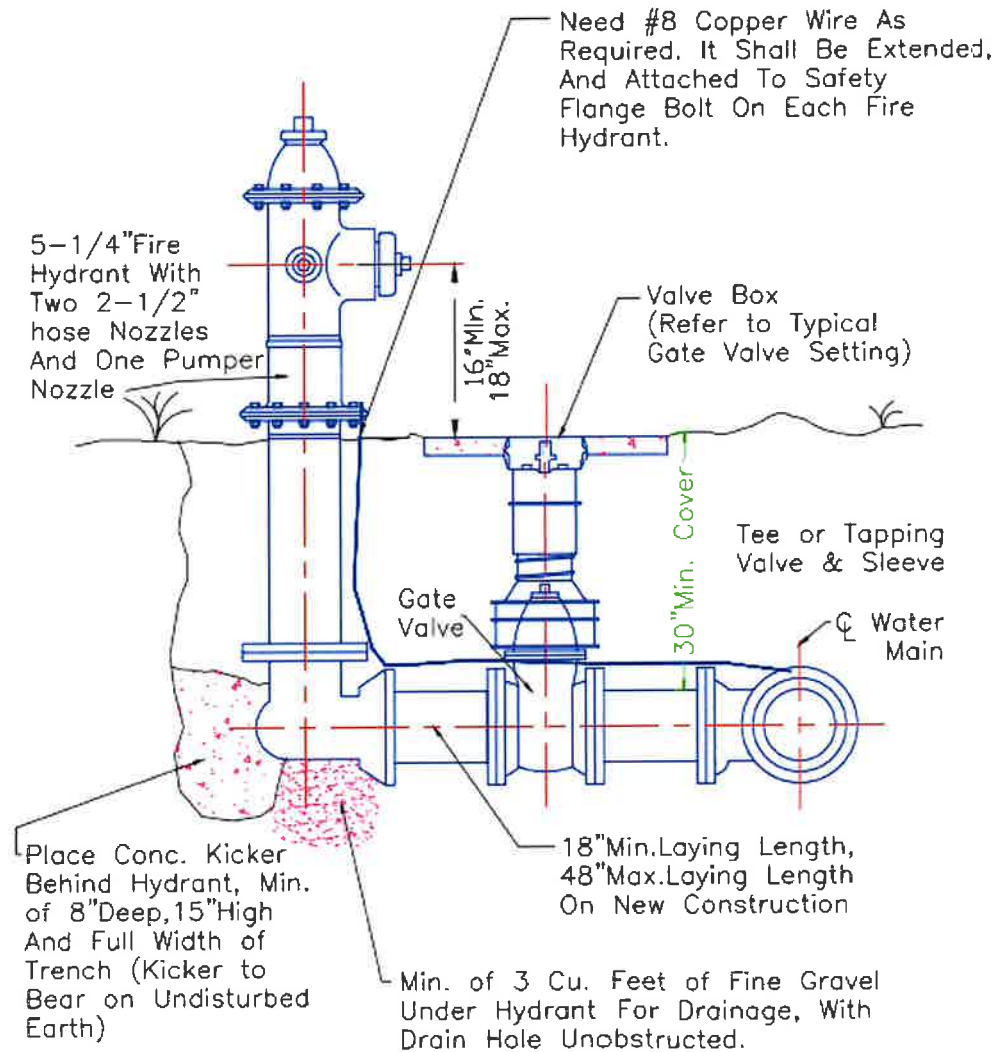 Need #8 Copper Wire As
Required. It Shall Be Extended,
And Attached To Safety
Flange Bolt On Each Fire
Hydrant.
5-1/4"Fire
Hydrant With
Two 2-1/2"
hose Nozzles
And One Pumper
Nozzle
16"Min.
18"Max.
Valve Box
(Refer to Typical
Gate Valve Setting)
30"Min. Cover
Tee or Tapping
Valve & Sleeve
Gate
Valve
℄ Water
Main
Place Conc. Kicker
Behind Hydrant, Min.
of 8"Deep,15"High
And Full Width of
Trench (Kicker to
Bear on Undisturbed
Earth)
18"Min.Laying Length,
48"Max.Laying Length
On New Construction
Min. of 3 Cu. Feet of Fine Gravel
Under Hydrant For Drainage, With
Drain Hole Unobstructed.